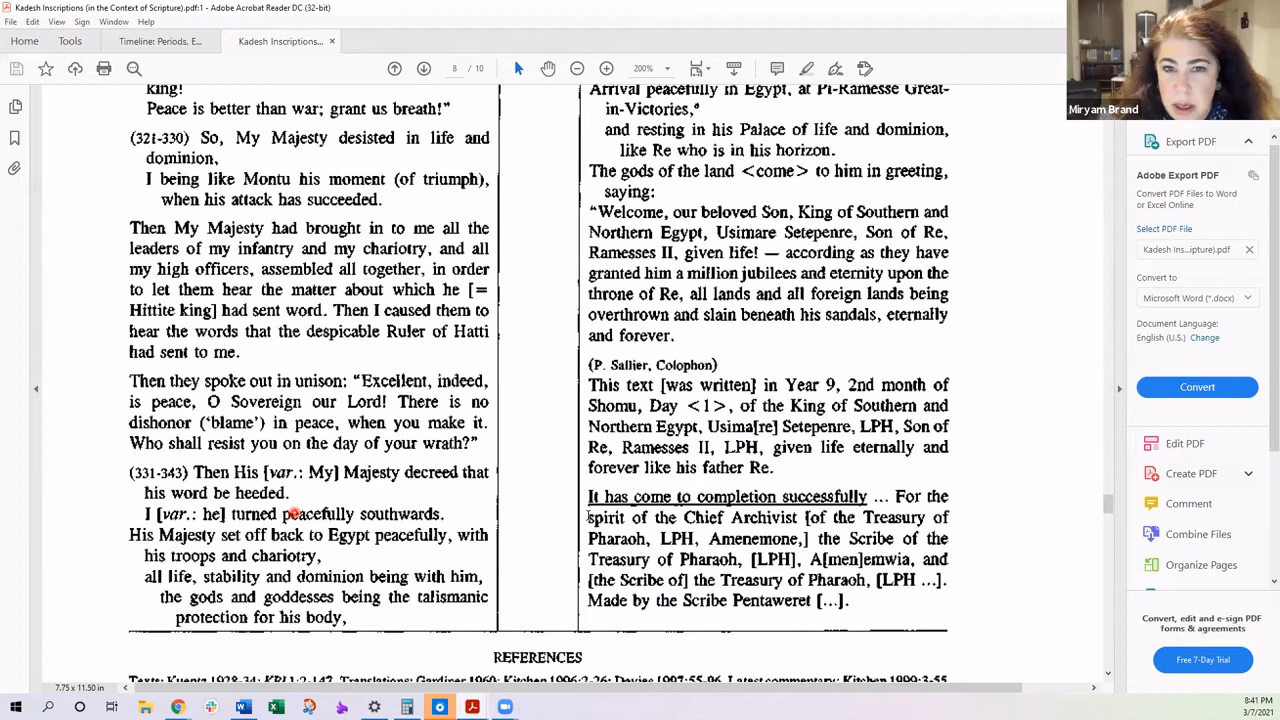 Kadesh Inscriptions (in the Context of Scripture).pdf:1 - Adobe Acrobat Reader DC (32-bit)
File Edit View Sign Window Help
Home Tools Timeline: Periods, E... Kadesh Inscriptions... ×
8 / 10 200%
Miryam Brand
king!
Peace is better than war; grant us breath!”
(321-330) So, My Majesty desisted in life and
dominion,
I being like Montu his moment (of triumph),
when his attack has succeeded.
Then My Majesty had brought in to me all the
leaders of my infantry and my chariotry, and all
my high officers, assembled all together, in order
to let them hear the matter about which he [=
Hittite king] had sent word. Then I caused them to
hear the words that the despicable Ruler of Hatti
had sent to me.
Then they spoke out in unison: “Excellent, indeed,
is peace, O Sovereign our Lord! There is no
dishonor (‘blame’) in peace, when you make it.
Who shall resist you on the day of your wrath?”
(331-343) Then His [var.: My] Majesty decreed that
his word be heeded.
I [var.: he] turned peacefully southwards.
His Majesty set off back to Egypt peacefully, with
his troops and chariotry,
all life, stability and dominion being with him,
the gods and goddesses being the talismanic
protection for his body,
Arrival peacefully in Egypt, at Pi-Ramesse Great-
in-Victories,
and resting in his Palace of life and dominion,
like Re who is in his horizon.
The gods of the land <come> to him in greeting,
saying:
“Welcome, our beloved Son, King of Southern and
Northern Egypt, Usimare Setepenre, Son of Re,
Ramesses II, given life! — according as they have
granted him a million jubilees and eternity upon the
throne of Re, all lands and all foreign lands being
overthrown and slain beneath his sandals, eternally
and forever.
(P. Sallier, Colophon)
This text [was written] in Year 9, 2nd month of
Shomu, Day <1>, of the King of Southern and
Northern Egypt, Usima[re] Setepenre, LPH, Son of
Re, Ramesses II, LPH, given life eternally and
forever like his father Re.
It has come to completion successfully ... For the
spirit of the Chief Archivist [of the Treasury of
Pharaoh, LPH, Amenemone,] the Scribe of the
Treasury of Pharaoh, [LPH], A[men]emwia, and
[the Scribe of] the Treasury of Pharaoh, [LPH ...].
Made by the Scribe Pentaweret [...].
REFERENCES
Texts: Kuentz 1928-34; KRI 2:2-147. Translations: Gardiner 1960; Kitchen 1996:2-26; Davies 1997:55-96. Latest commentary: Kitchen 1999:3-55
7.75 x 11.50 in
Export PDF
Adobe Export PDF
Convert PDF Files to Word
or Excel Online
Select PDF File
Kadesh Ins...ipture).pdf ×
Convert to
Microsoft Word (*.docx)
Document Language:
English (U.S.) Change
Convert
Edit PDF
Create PDF
Comment
Combine Files
Organize Pages
Convert, edit and e-sign PDF
forms & agreements
Free 7-Day Trial
8:41 PM
3/7/2021